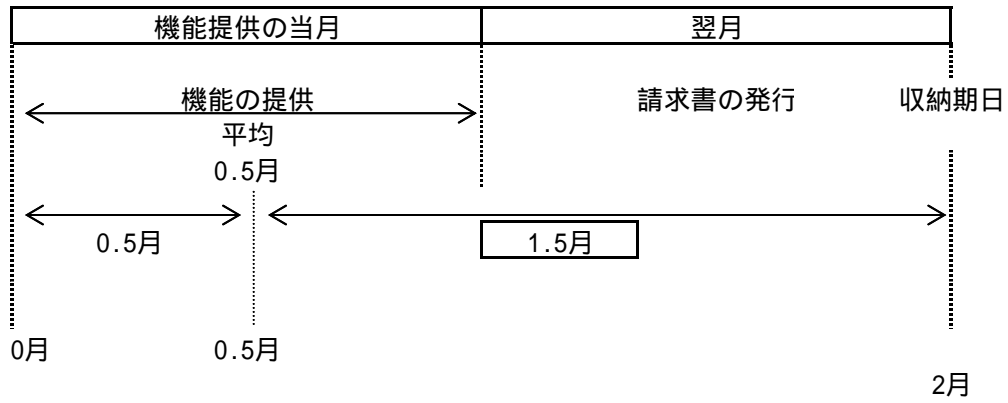 機能提供の当月 翌月
機能の提供 請求書の発行 収納期日
平均
0.5月
0.5月 1.5月
0月 0.5月
2月